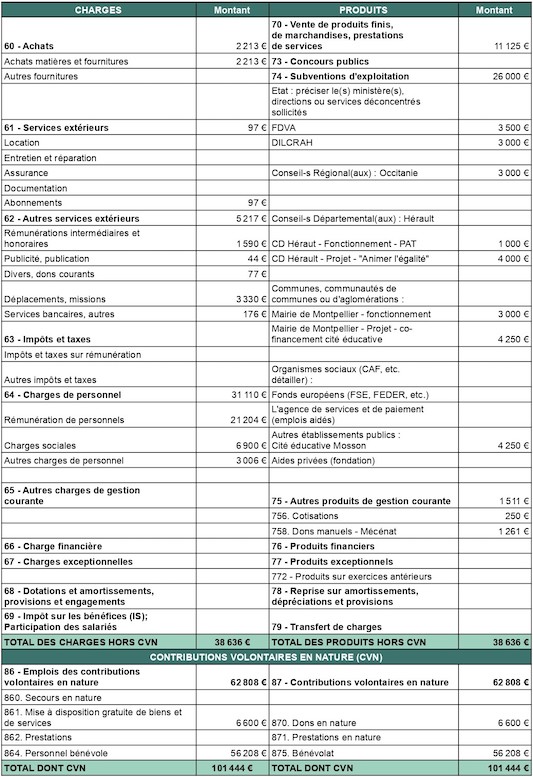 CHARGES Montant PRODUITS Montant
70 - Vente de produits finis,
de marchandises, prestations
60 - Achats 2 213 € de services 11 125 €
Achats matières et fournitures 2 213 € 73 - Concours publics
Autres fournitures 74 - Subventions d'exploitation 26 000 €
Etat : préciser le(s) ministère(s),
directions ou services déconcentrés
sollicités
61 - Services extérieurs 97 € FDVA 3 500 €
Location DILCRAH 3 000 €
Entretien et réparation
Assurance Conseil-s Régional(aux) : Occitanie 3 000 €
Documentation
Abonnements 97 €
62 - Autres services extérieurs 5 217 € Conseil-s Départemental(aux) : Hérault
Rémunérations intermédiaires et
honoraires 1 590 € CD Héraut - Fonctionnement - PAT 1 000 €
Publicité, publication 44 € CD Hérault - Projet - "Animer l'égalité" 4 000 €
Divers, dons courants 77 €
Communes, communautés de
Déplacements, missions 3 330 € communes ou d'aglomérations :
Services bancaires, autres 176 € Mairie de Montpellier - fonctionnement 3 000 €
Mairie de Montpellier - Projet - co-
63 - Impôts et taxes financement cité éducative 4 250 €
Impôts et taxes sur rémunération
Organismes sociaux (CAF, etc.
Autres impôts et taxes détailler) :
64 - Charges de personnel 31 110 € Fonds européens (FSE, FEDER, etc.)
L'agence de services et de paiement
Rémunération de personnels 21 204 € (emplois aidés)
Autres établissements publics :
Charges sociales 6 900 € Cité éducative Mosson 4 250 €
Autres charges de personnel 3 006 € Aides privées (fondation)
65 - Autres charges de gestion
courante 75 - Autres produits de gestion courante 1 511 €
756. Cotisations 250 €
758. Dons manuels - Mécénat 1 261 €
66 - Charge financière 76 - Produits financiers
67 - Charges exceptionnelles 77 - Produits exceptionnels
772 - Produits sur exercices antérieurs
68 - Dotations et amortissements, 78 - Reprise sur amortissements,
provisions et engagements dépréciations et provisions
69 - Impôt sur les bénéfices (IS);
Participation des salariés 79 - Transfert de charges
TOTAL DES CHARGES HORS CVN 38 636 € TOTAL DES PRODUITS HORS CVN 38 636 €
CONTRIBUTIONS VOLONTAIRES EN NATURE (CVN)
86 - Emplois des contributions
volontaires en nature 62 808 € 87 - Contributions volontaires en nature 62 808 €
860. Secours en nature
861. Mise à disposition gratuite de biens et
de services 6 600 € 870. Dons en nature 6 600 €
862. Prestations 871. Prestations en nature
864. Personnel bénévole 56 208 € 875. Bénévolat 56 208 €
TOTAL DONT CVN 101 444 € TOTAL DONT CVN 101 444 €